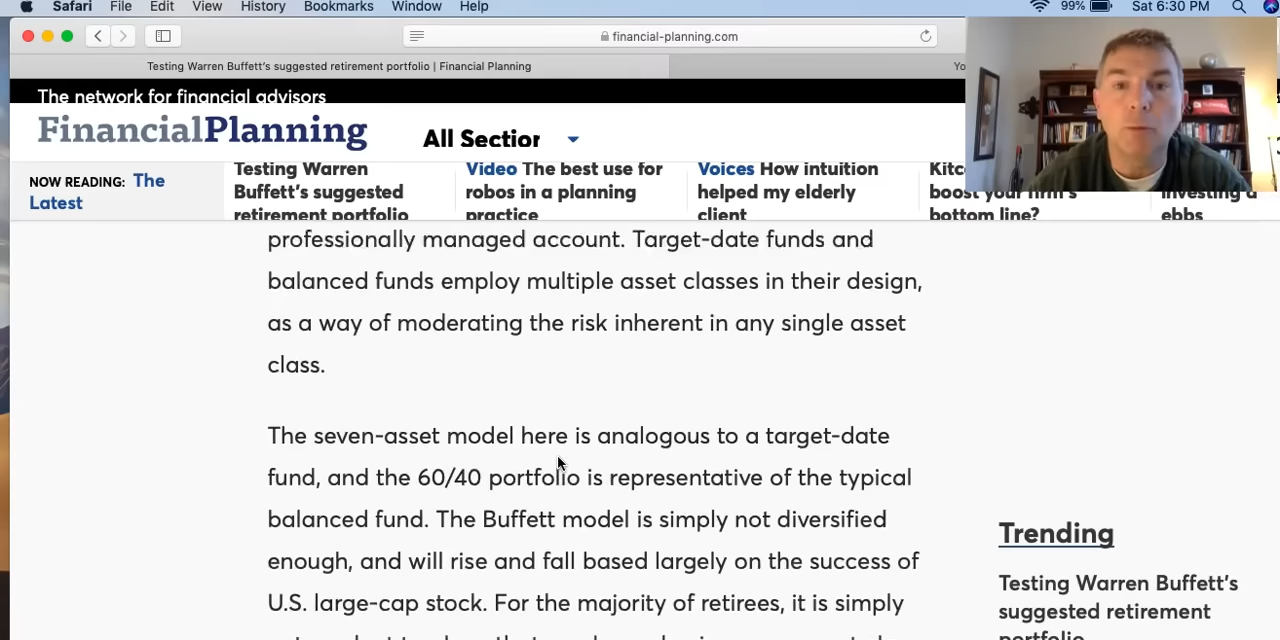 Safari File Edit View History Bookmarks Window Help 99% Sat 6:30 PM
financial-planning.com
Testing Warren Buffett's suggested retirement portfolio | Financial Planning Yo
The network for financial advisors
FinancialPlanning All Section
NOW READING: The Latest
Testing Warren Buffett's suggested retirement portfolio
Video The best use for robos in a planning practice
Voices How intuition helped my elderly client
boost your firm's bottom line?
investing
ebbs
professionally managed account. Target-date funds and
balanced funds employ multiple asset classes in their design,
as a way of moderating the risk inherent in any single asset
class.
The seven-asset model here is analogous to a target-date
fund, and the 60/40 portfolio is representative of the typical
balanced fund. The Buffett model is simply not diversified
enough, and will rise and fall based largely on the success of
U.S. large-cap stock. For the majority of retirees, it is simply
Trending
Testing Warren Buffett's
suggested retirement
portfolio